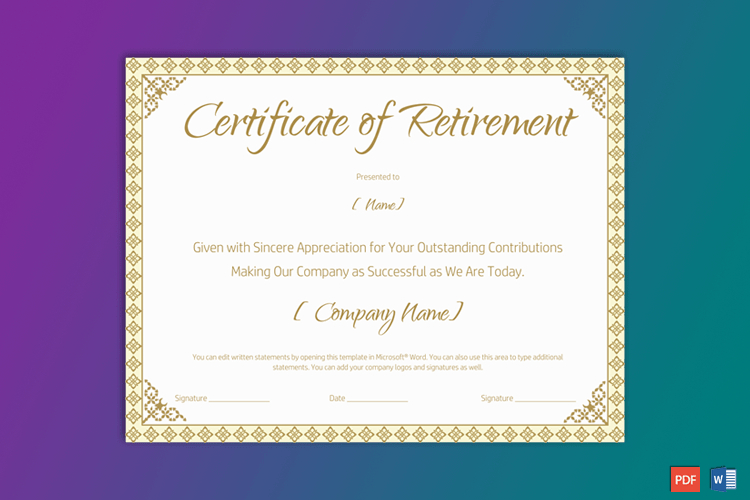 Certificate of Retirement
Presented to
[ Name ]
Given with Sincere Appreciation for Your Outstanding Contributions
Making Our Company as Successful as We Are Today.
[ Company Name ]
You can edit written statements by opening this template in Microsoft® Word. You can also use this area to type additional
statements. You can add your company logos and signatures as well.
Signature ______________ Date ______________ Signature ______________
PDF W